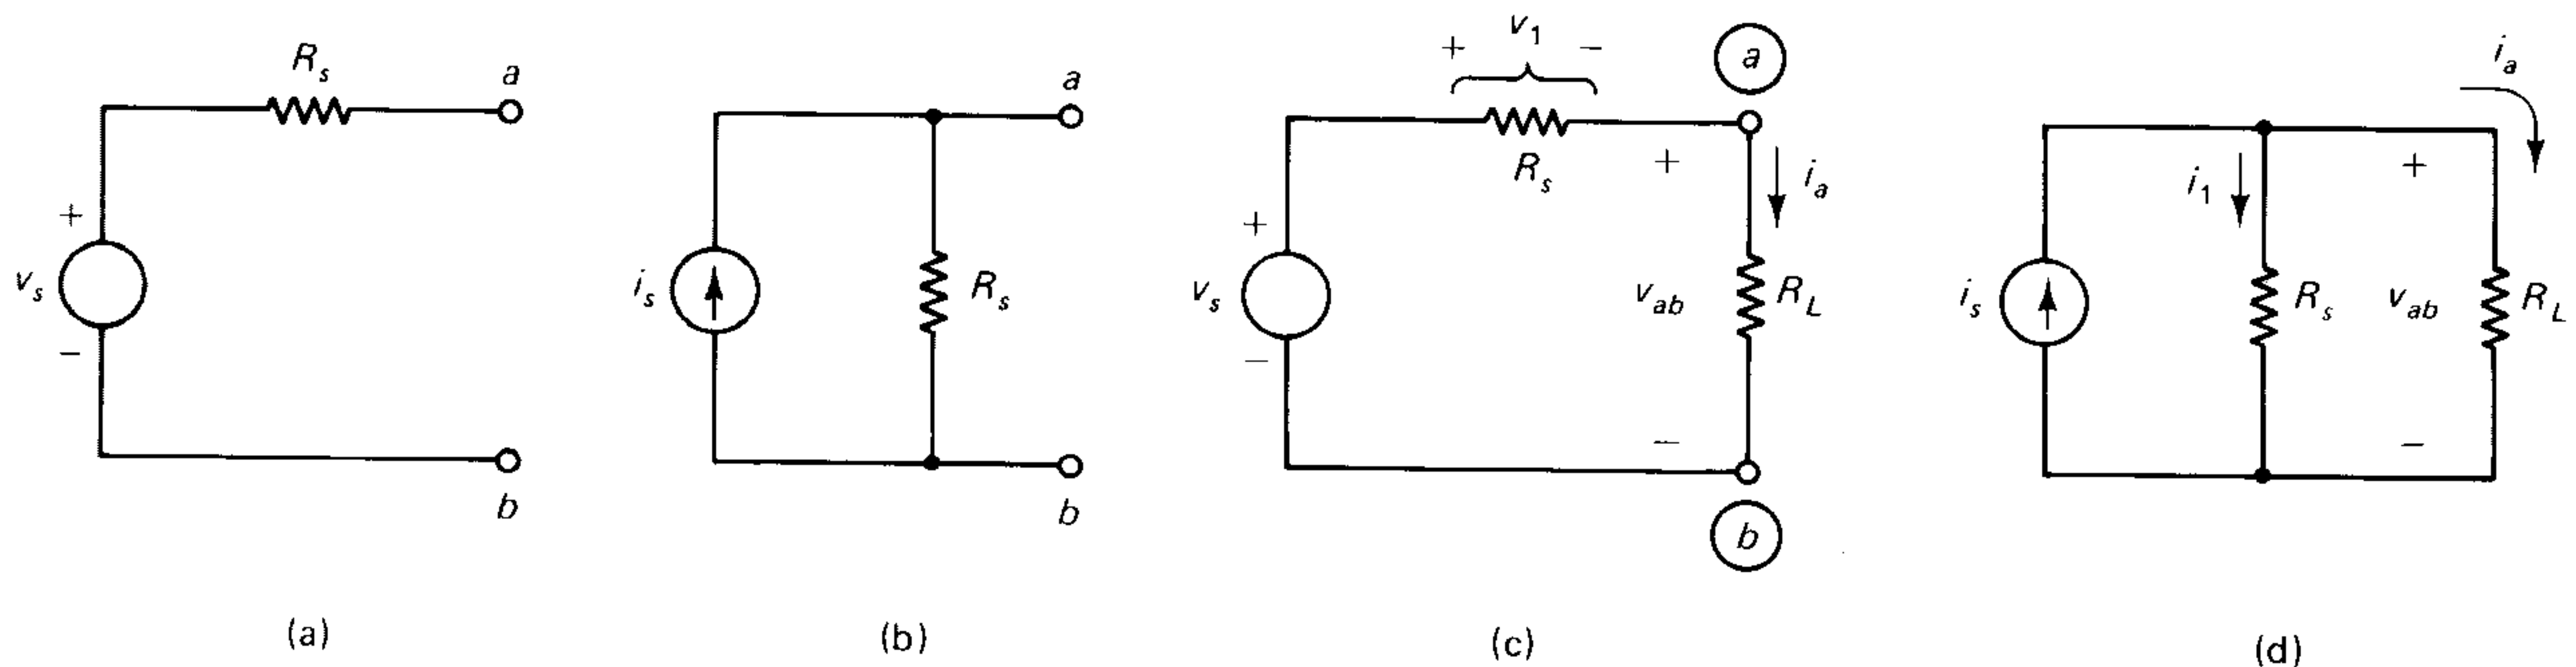 R_s
a
+
v_s
−
b
(a)
a
i_s
R_s
b
(b)
v_1
+ −
a
R_s
+
i_a
+
v_s
v_ab
R_L
−
−
b
(c)
i_a
i_1
+
i_s
R_s
v_ab
R_L
−
(d)